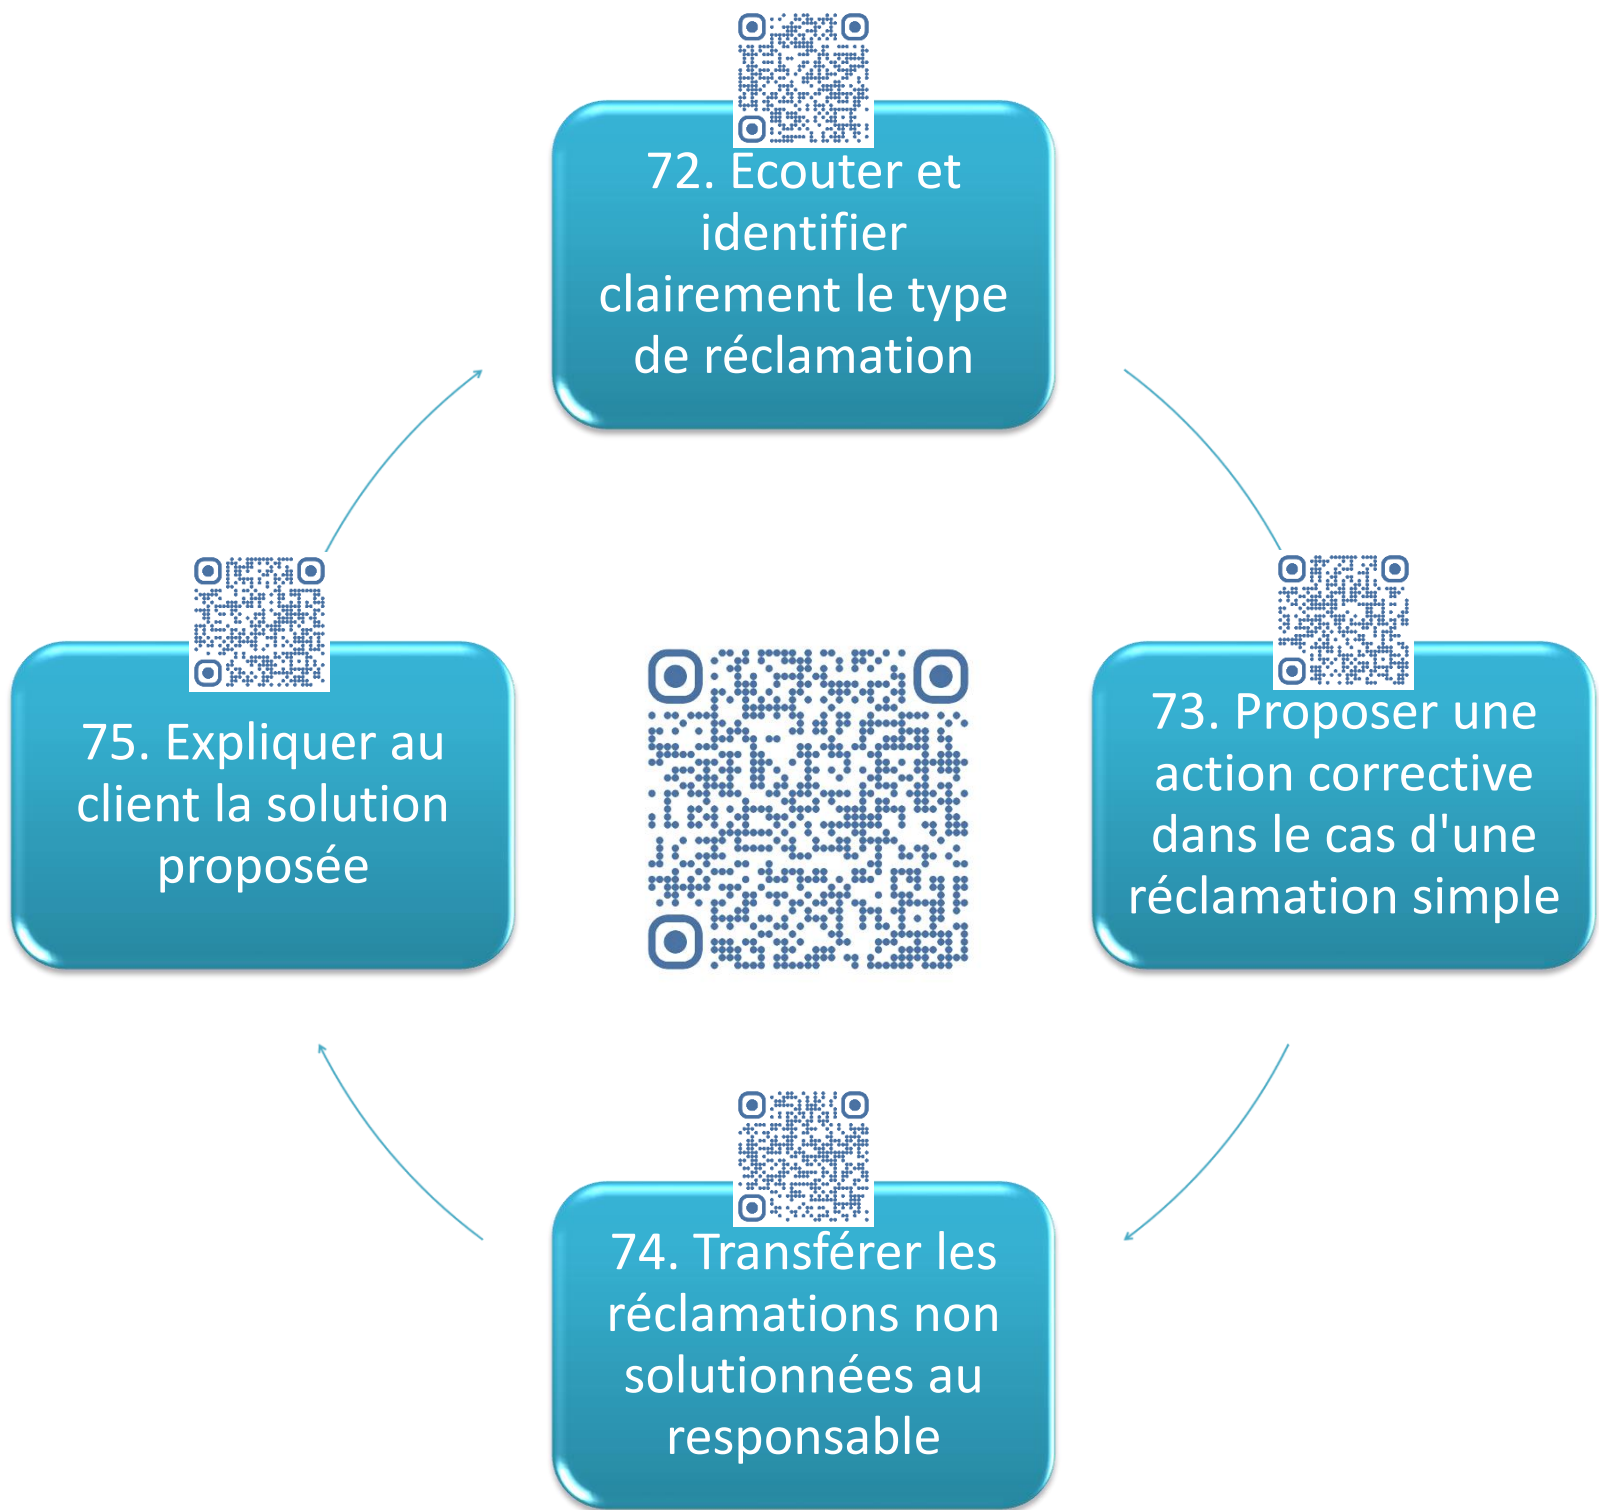 72. Ecouter et
identifier
clairement le type
de réclamation
73. Proposer une
action corrective
dans le cas d'une
réclamation simple
74. Transférer les
réclamations non
solutionnées au
responsable
75. Expliquer au
client la solution
proposée